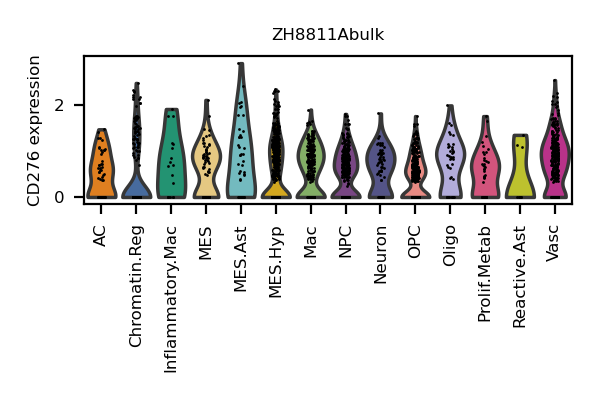 ZH8811Abulk
CD276 expression
2
0
AC
Chromatin.Reg
Inflammatory.Mac
MES
MES.Ast
MES.Hyp
Mac
NPC
Neuron
OPC
Oligo
Prolif.Metab
Reactive.Ast
Vasc